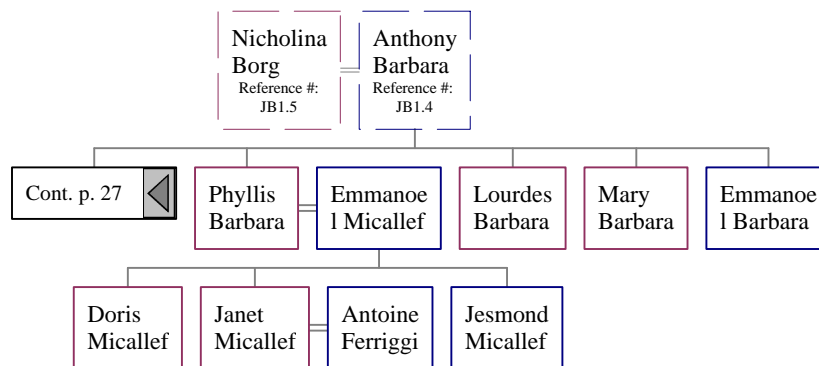 Nicholina
Borg
Reference #:
JB1.5
Anthony
Barbara
Reference #:
JB1.4
Cont. p. 27
Phyllis
Barbara
Emmanoe
l Micallef
Lourdes
Barbara
Mary
Barbara
Emmanoe
l Barbara
Doris
Micallef
Janet
Micallef
Antoine
Ferriggi
Jesmond
Micallef